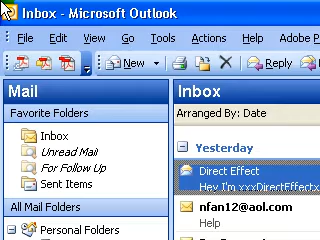 Inbox - Microsoft Outlook
File Edit View Go Tools Actions Help Adobe P
New Reply
Mail
Favorite Folders
Inbox
Unread Mail
For Follow Up
Sent Items
All Mail Folders
Personal Folders
Inbox
Arranged By: Date
Yesterday
Direct Effect
Hey I'm xxxDirectEffectx
nfan12@aol.com
Help